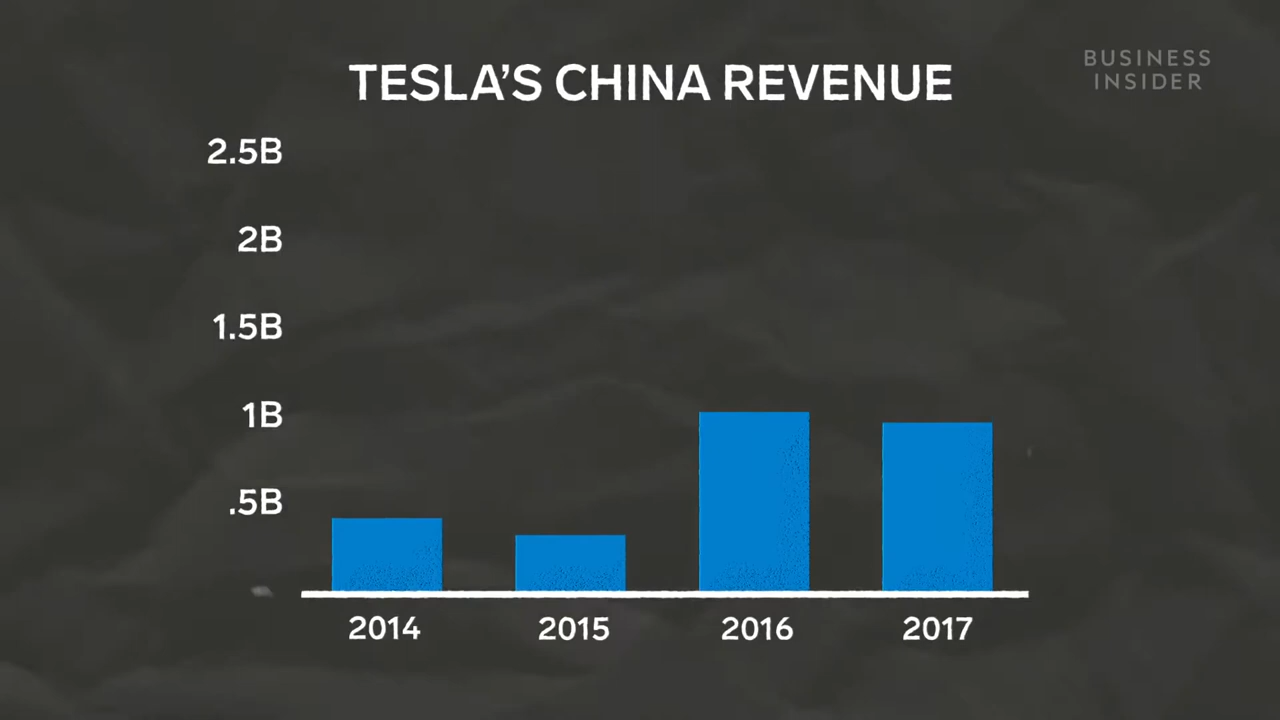 TESLA'S CHINA REVENUE
BUSINESS
INSIDER
2.5B
2B
1.5B
1B
.5B
2014 2015 2016 2017